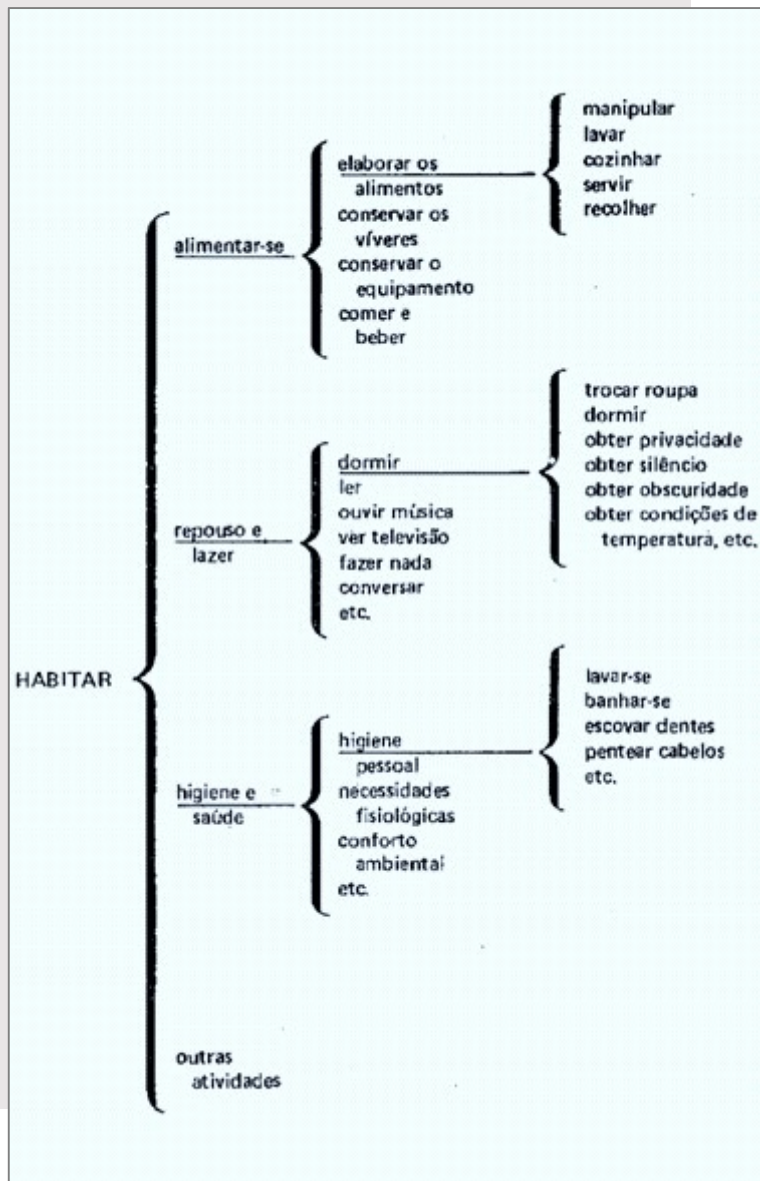 HABITAR
alimentar-se
elaborar os
alimentos
conservar os
víveres
conservar o
equipamento
comer e
beber
manipular
lavar
cozinhar
servir
recolher
repouso e
lazer
dormir
ler
ouvir música
ver televisão
fazer nada
conversar
etc.
trocar roupa
dormir
obter privacidade
obter silêncio
obter obscuridade
obter condições de
temperatura, etc.
higiene e
saúde
higiene
pessoal
necessidades
fisiológicas
conforto
ambiental
etc.
lavar-se
banhar-se
escovar dentes
pentear cabelos
etc.
outras
atividades